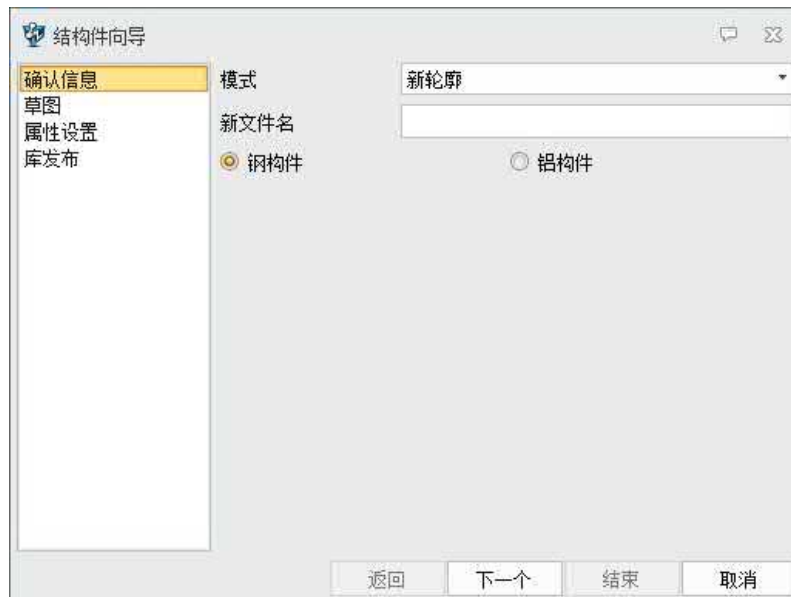 结构件向导
确认信息
草图
属性设置
库发布
模式
新轮廓
新文件名
钢构件
铝构件
返回
下一个
结束
取消